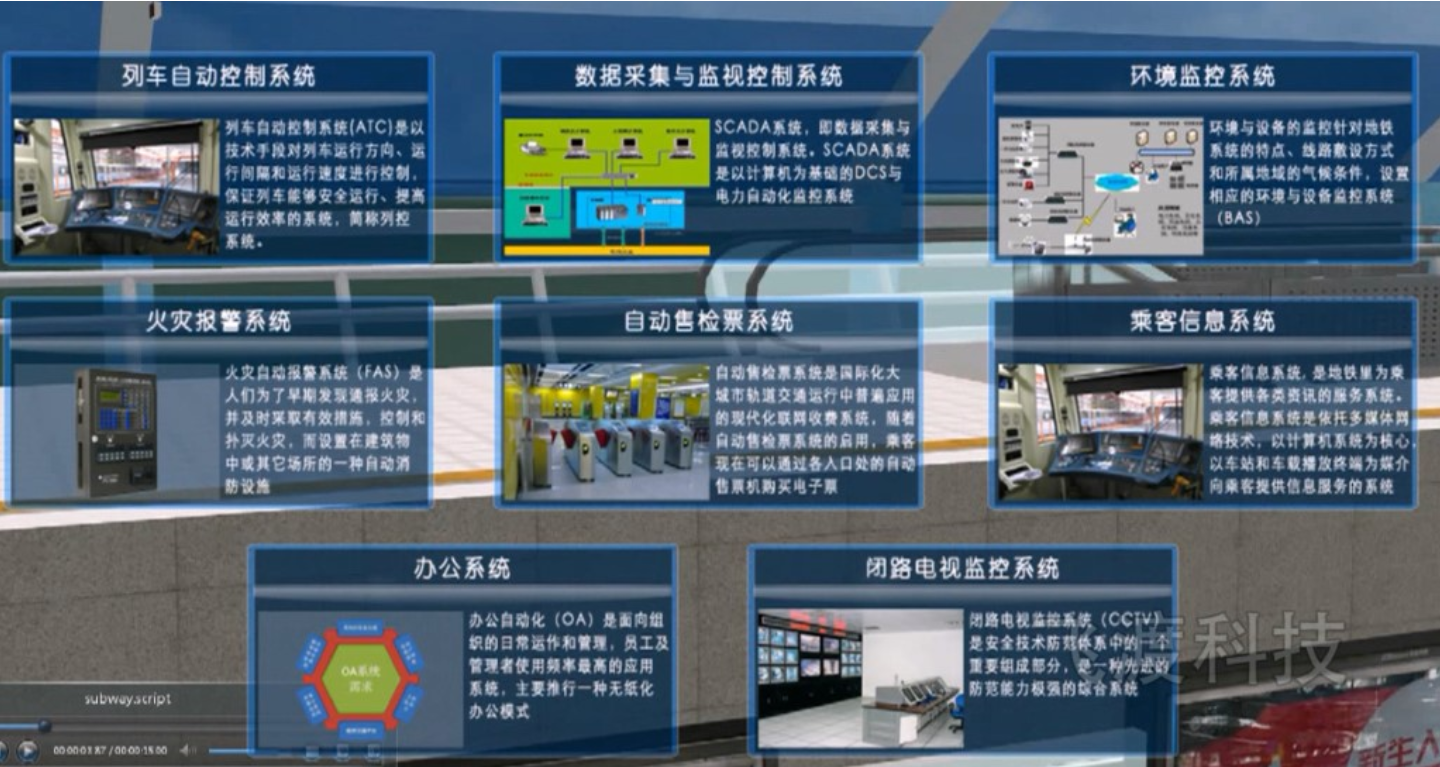 列车自动控制系统
列车自动控制系统(ATC)是以
技术手段对列车运行方向、运
行间隔和运行速度进行控制,
保证列车能够安全运行、提高
运行效率的系统，简称列控
系统。
数据采集与监视控制系统
SCADA系统，即数据采集与
监视控制系统。SCADA系统
是以计算机为基础的DCS与
电力自动化监控系统
环境监控系统
环境与设备的监控针对地铁
系统的特点、线路敷设方式
和所属地域的气候条件，设置
相应的环境与设备监控系统
（BAS）
火灾报警系统
火灾自动报警系统（FAS）是
人们为了早期发现通报火灾,
并及时采取有效措施，控制和
扑灭火灾，而设置在建筑物
中或其它场所的一种自动消
防设施
自动售检票系统
自动售检票系统是国际化大
城市轨道交通运行中普遍应用
的现代化联网收费系统，随着
自动售检票系统的启用，乘客
现在可以通过各入口处的自动
售票机购买电子票
乘客信息系统
乘客信息系统，是地铁里为乘
客提供各类资讯的服务系统。
乘客信息系统是依托多媒体网
络技术，以计算机系统为核心,
以车站和车载播放终端为媒介
向乘客提供信息服务的系统
办公系统
OA系统
需求
办公自动化（OA）是面向组
织的日常运作和管理，员工及
管理者使用频率最高的应用
系统，主要推行一种无纸化
办公模式
闭路电视监控系统
闭路电视监控系统（CCTV）
是安全技术防范体系中的一个
重要组成部分，是一种先进的
防范能力极强的综合系统
度科技
subway.script
00:00:01.87 / 00:00:15.00
新生人